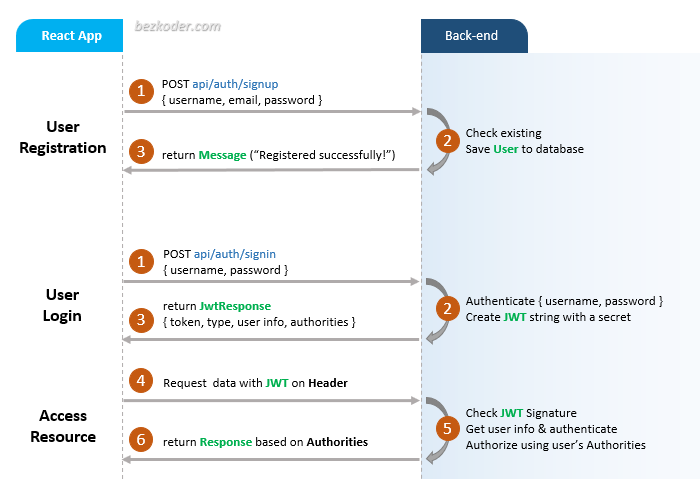 bezkoder.com
React App
Back-end
User
Registration
1
POST api/auth/signup
{ username, email, password }
2
Check existing
Save User to database
3
return Message (“Registered successfully!”)
User
Login
1
POST api/auth/signin
{ username, password }
2
Authenticate { username, password }
Create JWT string with a secret
3
return JwtResponse
{ token, type, user info, authorities }
Access
Resource
4
Request data with JWT on Header
5
Check JWT Signature
Get user info & authenticate
Authorize using user’s Authorities
6
return Response based on Authorities